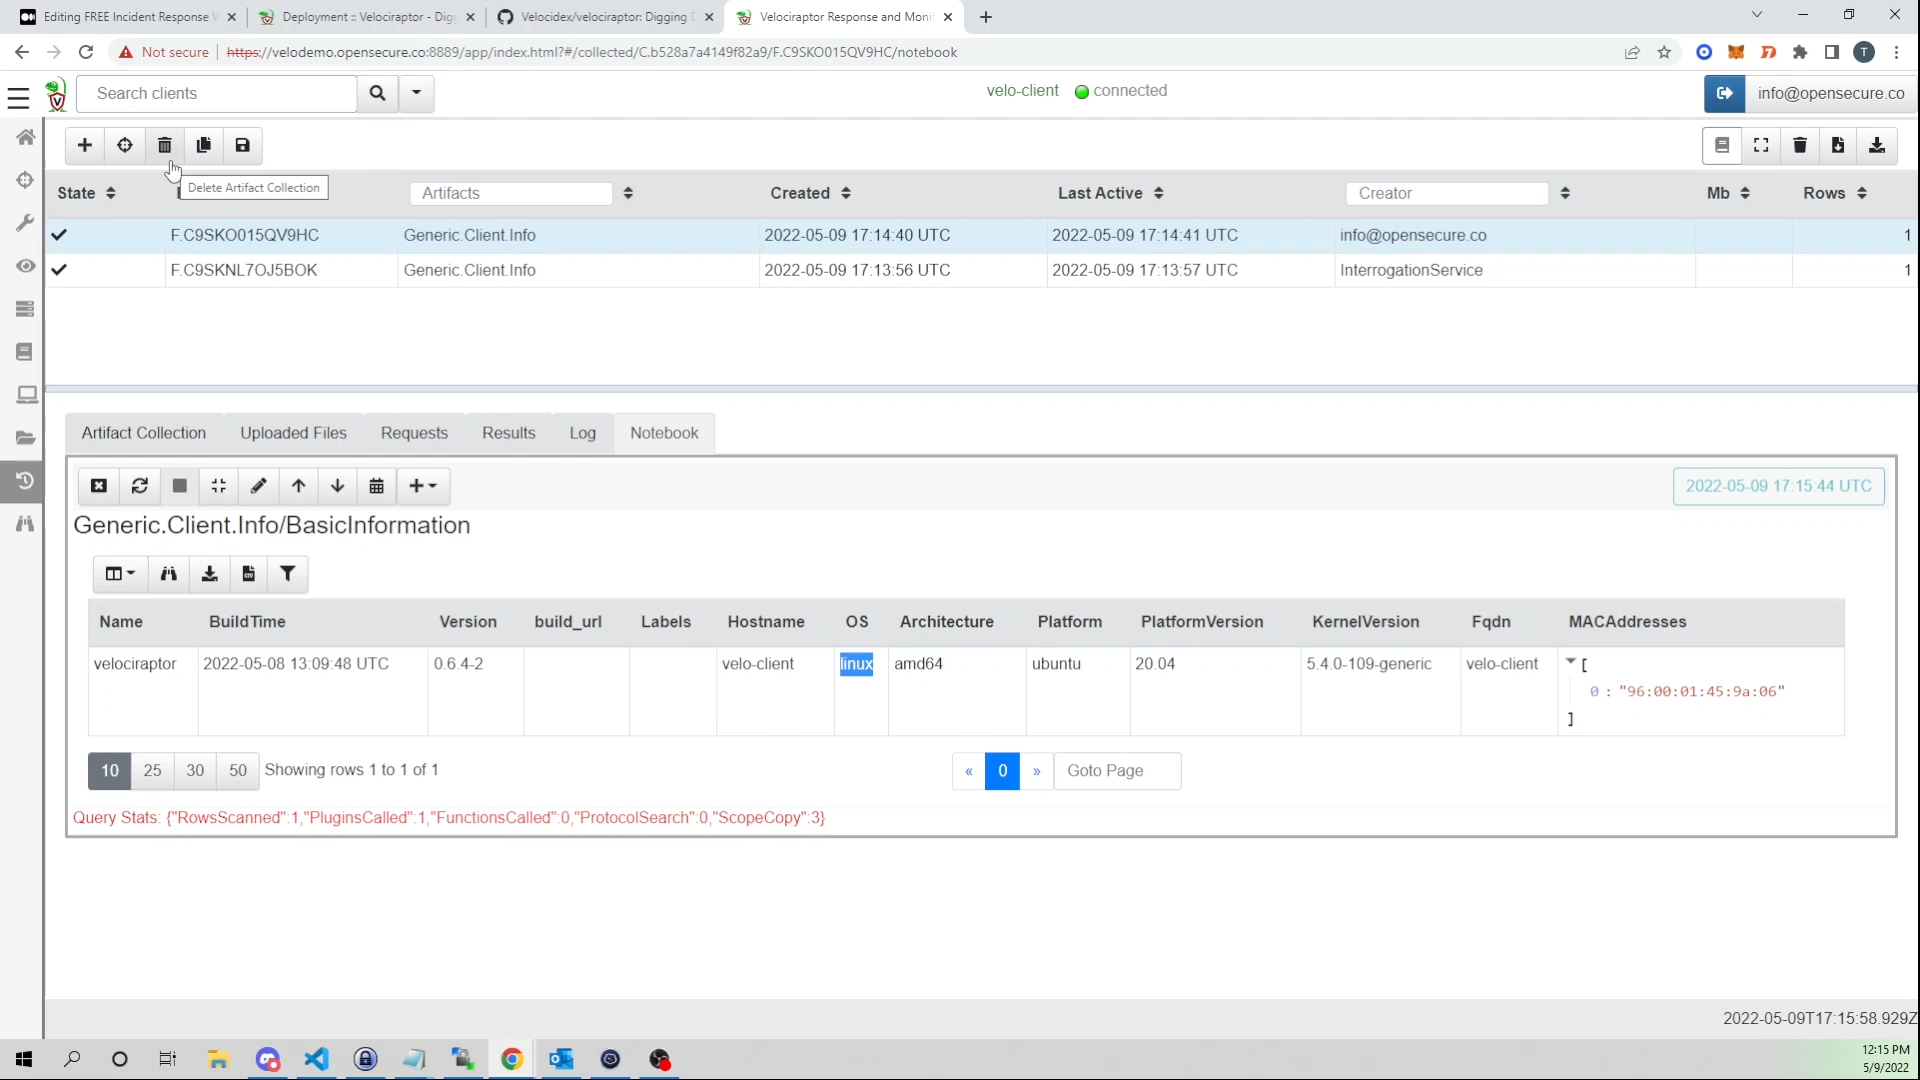 Editing FREE Incident Response
Deployment :: Velociraptor - Digg
Velocidex/velociraptor: Digging D
Velociraptor Response and Monit
Not secure
https://velodemo.opensecure.co:8889/app/index.html?#/collected/C.b528a7a4149f82a9/F.C9SKO015QV9HC/notebook
T
Search clients
velo-client
connected
info@opensecure.co
Delete Artifact Collection
State
Artifacts
Created
Last Active
Creator
Mb
Rows
F.C9SKO015QV9HC
Generic.Client.Info
2022-05-09 17:14:40 UTC
2022-05-09 17:14:41 UTC
info@opensecure.co
1
F.C9SKNL7OJ5BOK
Generic.Client.Info
2022-05-09 17:13:56 UTC
2022-05-09 17:13:57 UTC
InterrogationService
1
Artifact Collection
Uploaded Files
Requests
Results
Log
Notebook
2022-05-09 17:15:44 UTC
Generic.Client.Info/BasicInformation
Name
BuildTime
Version
build_url
Labels
Hostname
OS
Architecture
Platform
PlatformVersion
KernelVersion
Fqdn
MACAddresses
velociraptor
2022-05-08 13:09:48 UTC
0.6.4-2
velo-client
linux
amd64
ubuntu
20.04
5.4.0-109-generic
velo-client
[
0 : "96:00:01:45:9a:06"
]
10
25
30
50
Showing rows 1 to 1 of 1
«
0
»
Goto Page
Query Stats: {"RowsScanned":1,"PluginsCalled":1,"FunctionsCalled":0,"ProtocolSearch":0,"ScopeCopy":3}
2022-05-09T17:15:58.929Z
12:15 PM
5/9/2022